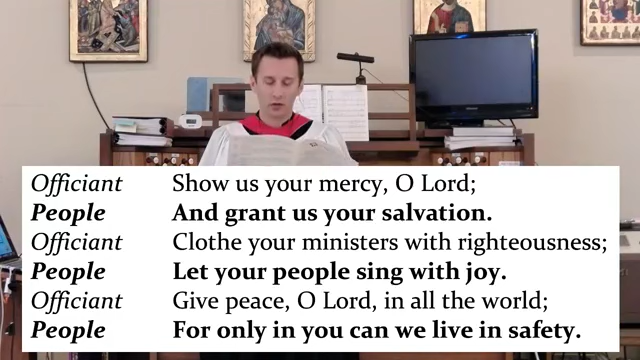 Officiant Show us your mercy, O Lord;
People And grant us your salvation.
Officiant Clothe your ministers with righteousness;
People Let your people sing with joy.
Officiant Give peace, O Lord, in all the world;
People For only in you can we live in safety.